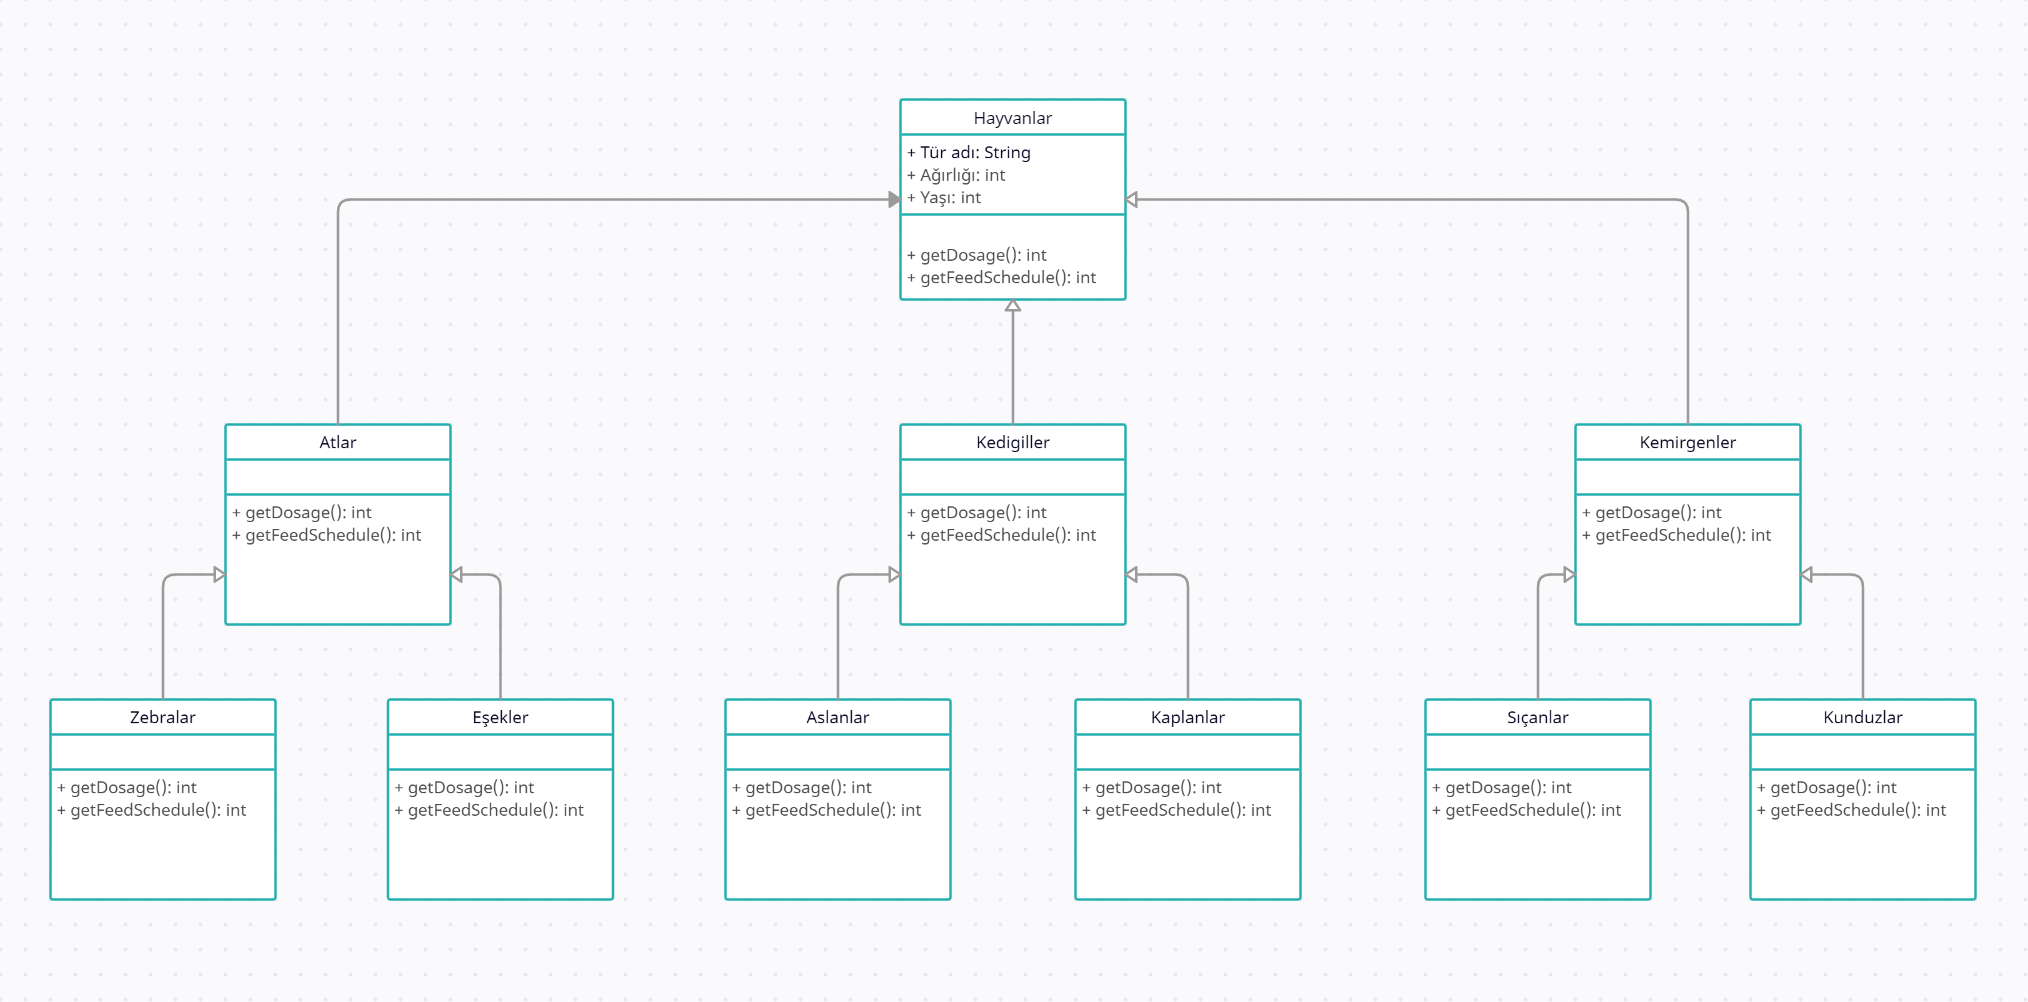 Hayvanlar
+ Tür adı: String
+ Ağırlığı: int
+ Yaşı: int
+ getDosage(): int
+ getFeedSchedule(): int
Atlar
+ getDosage(): int
+ getFeedSchedule(): int
Kedigiller
+ getDosage(): int
+ getFeedSchedule(): int
Kemirgenler
+ getDosage(): int
+ getFeedSchedule(): int
Zebralar
+ getDosage(): int
+ getFeedSchedule(): int
Eşekler
+ getDosage(): int
+ getFeedSchedule(): int
Aslanlar
+ getDosage(): int
+ getFeedSchedule(): int
Kaplanlar
+ getDosage(): int
+ getFeedSchedule(): int
Sıçanlar
+ getDosage(): int
+ getFeedSchedule(): int
Kunduzlar
+ getDosage(): int
+ getFeedSchedule(): int